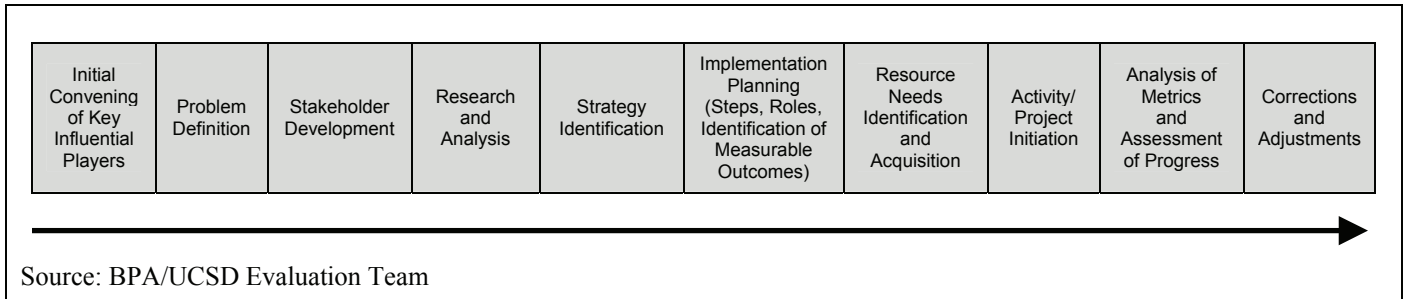 Initial
Convening
of Key
Influential
Players
Problem
Definition
Stakeholder
Development
Research
and
Analysis
Strategy
Identification
Implementation
Planning
(Steps, Roles,
Identification of
Measurable
Outcomes)
Resource
Needs
Identification
and
Acquisition
Activity/
Project
Initiation
Analysis of
Metrics
and
Assessment
of Progress
Corrections
and
Adjustments
Source: BPA/UCSD Evaluation Team